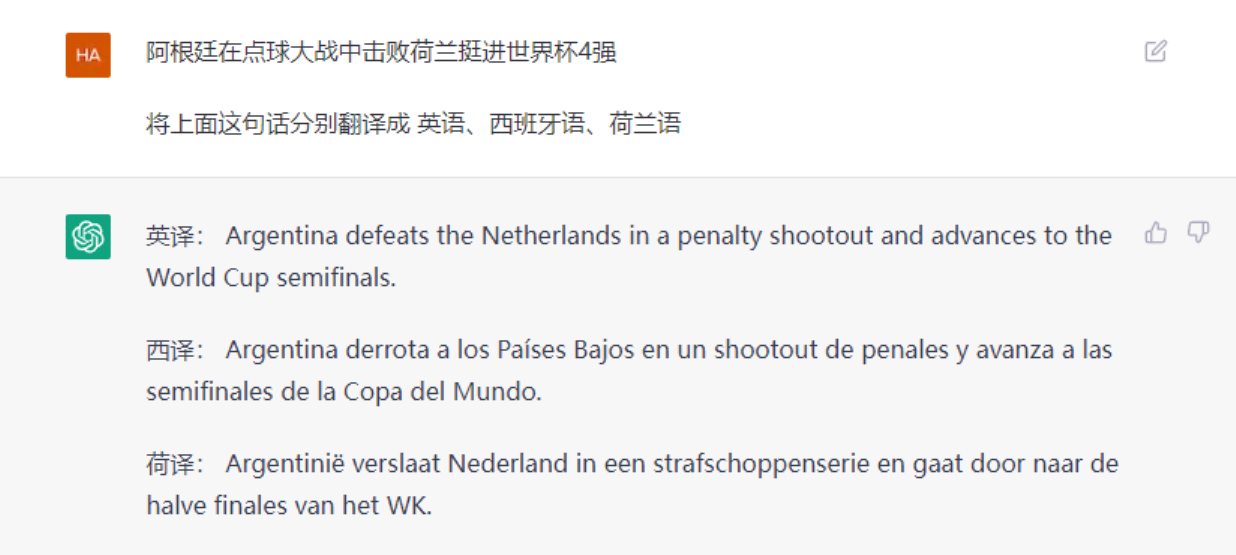 HA
阿根廷在点球大战中击败荷兰挺进世界杯4强
将上面这句话分别翻译成 英语、西班牙语、荷兰语
英译： Argentina defeats the Netherlands in a penalty shootout and advances to the
World Cup semifinals.
西译： Argentina derrota a los Países Bajos en un shootout de penales y avanza a las
semifinales de la Copa del Mundo.
荷译： Argentinië verslaat Nederland in een strafschoppenserie en gaat door naar de
halve finales van het WK.